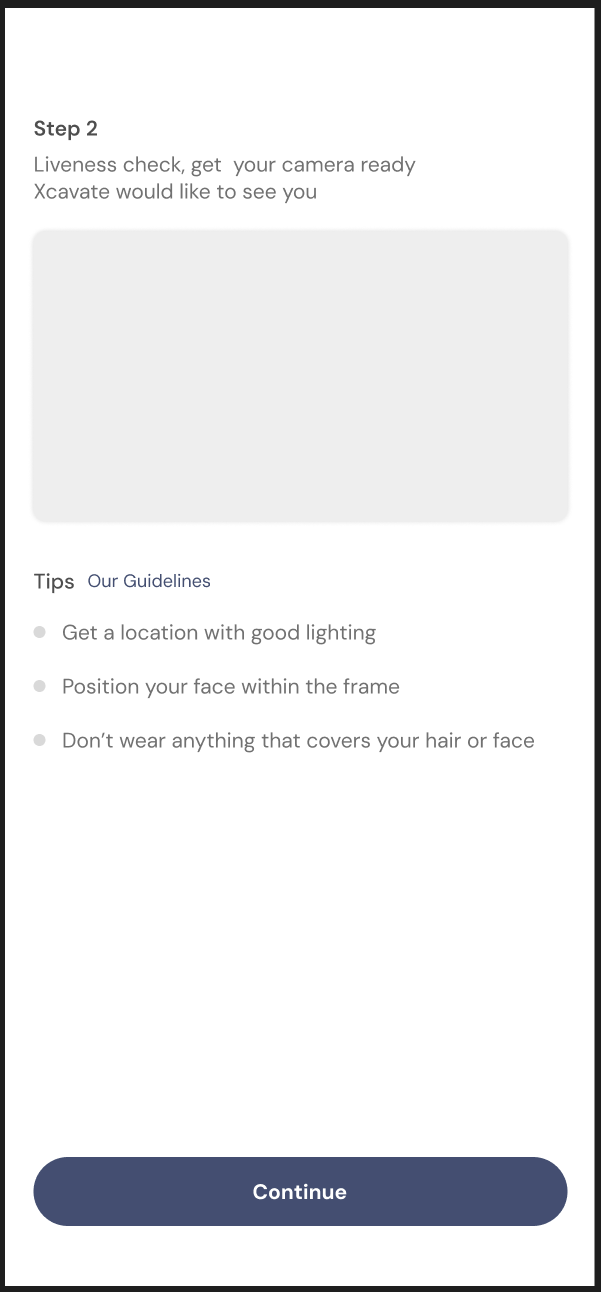 Step 2
Liveness check, get  your camera ready
Xcavate would like to see you
Tips  Our Guidelines
Get a location with good lighting
Position your face within the frame
Don’t wear anything that covers your hair or face
Continue